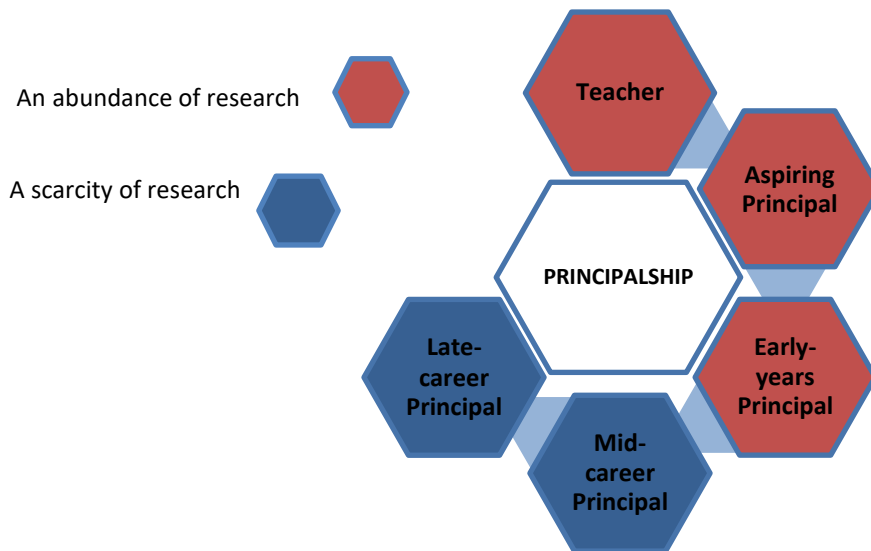 An abundance of research
A scarcity of research
Teacher
Aspiring
Principal
PRINCIPALSHIP
Early-
years
Principal
Mid-
career
Principal
Late-
career
Principal